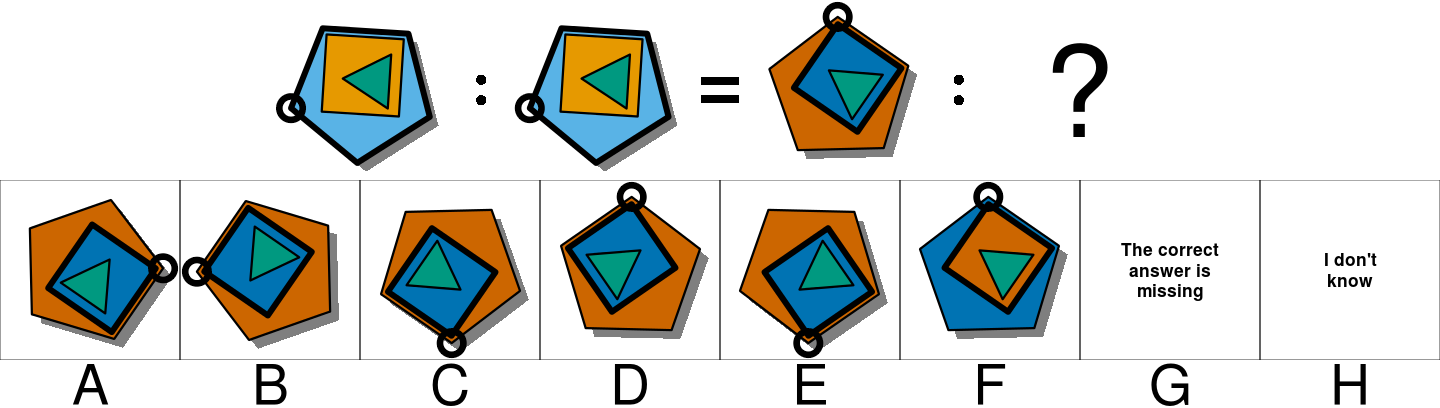 : = : ?
The correct
answer is
missing
I don't
know
A B C D E F G H